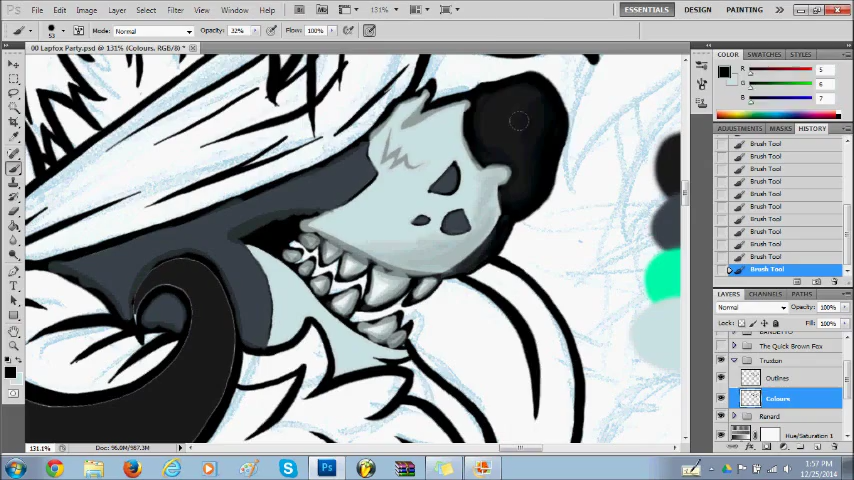 PS File Edit Image Layer Select Filter View Window Help 131% ESSENTIALS DESIGN PAINTING
53 Mode: Normal Opacity: 32% Flow: 100%
00 Lapfox Party.psd @ 131% (Colours, RGB/8) *
COLOR SWATCHES STYLES
R 5
G 6
B 7
ADJUSTMENTS MASKS HISTORY
Brush Tool
Brush Tool
Brush Tool
Brush Tool
Brush Tool
Brush Tool
Brush Tool
Brush Tool
Brush Tool
Brush Tool
Brush Tool
LAYERS CHANNELS PATHS
Normal Opacity: 100%
Lock: Fill: 100%
The Quick Brown Fox
Truxton
Outlines
Colours
Renard
Hue/Saturation 1
131.1% Doc: 96.0M/967.3M
1:57 PM
12/25/2014